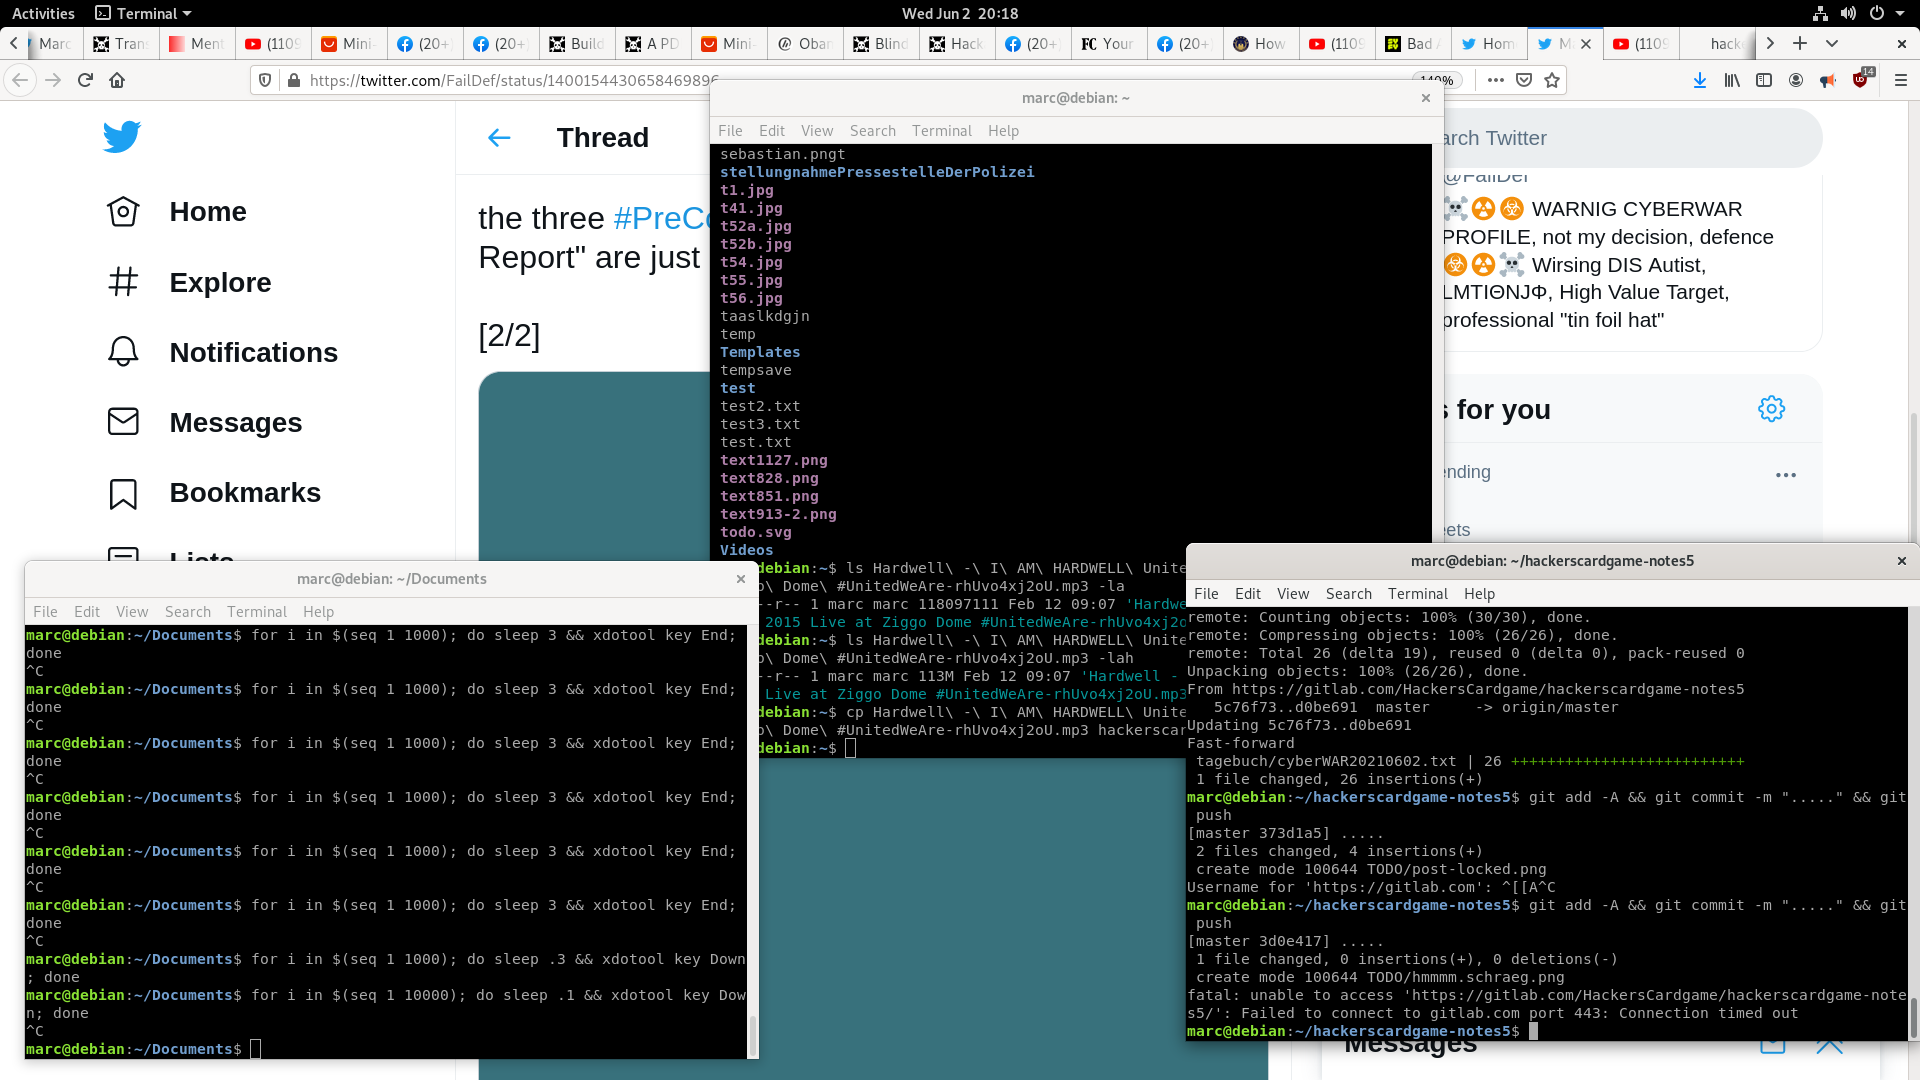 Activities Terminal Wed Jun 2 20:18
Marc Trans Ment (1109 Mini- (20+) (20+) Build A PD Mini- Obar Blind Hack (20+) Your (20+) How (1109 Bad A Hom M (1109 hacke
https://twitter.com/FailDef/status/1400154430658469896 140% 14
Thread
Home
Explore
Notifications
Messages
Bookmarks
Lists
the three #PreCo
Report" are just
[2/2]
arch Twitter
@FailDef
☠️☢️☣️ WARNIG CYBERWAR
PROFILE, not my decision, defence
☣️☢️☠️ Wirsing DIS Autist,
LMTIΘNJΦ, High Value Target,
professional "tin foil hat"
s for you
ending
eets
Messages
marc@debian: ~
File Edit View Search Terminal Help
sebastian.pngt
stellungnahmePressestelleDerPolizei
t1.jpg
t41.jpg
t52a.jpg
t52b.jpg
t54.jpg
t55.jpg
t56.jpg
taaslkdgjn
temp
Templates
tempsave
test
test2.txt
test3.txt
test.txt
text1127.png
text828.png
text851.png
text913-2.png
todo.svg
Videos
debian:~$ ls Hardwell\ -\ I\ AM\ HARDWELL\ Unite
o\ Dome\ #UnitedWeAre-rhUvo4xj2oU.mp3 -la
--r-- 1 marc marc 118097111 Feb 12 09:07 'Hardwe
2015 Live at Ziggo Dome #UnitedWeAre-rhUvo4xj2o
debian:~$ ls Hardwell\ -\ I\ AM\ HARDWELL\ Unite
o\ Dome\ #UnitedWeAre-rhUvo4xj2oU.mp3 -lah
--r-- 1 marc marc 113M Feb 12 09:07 'Hardwell -
Live at Ziggo Dome #UnitedWeAre-rhUvo4xj2oU.mp3
debian:~$ cp Hardwell\ -\ I\ AM\ HARDWELL\ Unite
o\ Dome\ #UnitedWeAre-rhUvo4xj2oU.mp3 hackerscar
debian:~$
marc@debian: ~/Documents
File Edit View Search Terminal Help
marc@debian:~/Documents$ for i in $(seq 1 1000); do sleep 3 && xdotool key End;
done
^C
marc@debian:~/Documents$ for i in $(seq 1 1000); do sleep 3 && xdotool key End;
done
^C
marc@debian:~/Documents$ for i in $(seq 1 1000); do sleep 3 && xdotool key End;
done
^C
marc@debian:~/Documents$ for i in $(seq 1 1000); do sleep 3 && xdotool key End;
done
^C
marc@debian:~/Documents$ for i in $(seq 1 1000); do sleep 3 && xdotool key End;
done
^C
marc@debian:~/Documents$ for i in $(seq 1 1000); do sleep 3 && xdotool key End;
done
^C
marc@debian:~/Documents$ for i in $(seq 1 1000); do sleep .3 && xdotool key Down
; done
marc@debian:~/Documents$ for i in $(seq 1 10000); do sleep .1 && xdotool key Dow
n; done
^C
marc@debian:~/Documents$
marc@debian: ~/hackerscardgame-notes5
File Edit View Search Terminal Help
remote: Counting objects: 100% (30/30), done.
remote: Compressing objects: 100% (26/26), done.
remote: Total 26 (delta 19), reused 0 (delta 0), pack-reused 0
Unpacking objects: 100% (26/26), done.
From https://gitlab.com/HackersCardgame/hackerscardgame-notes5
5c76f73..d0be691 master -> origin/master
Updating 5c76f73..d0be691
Fast-forward
tagebuch/cyberWAR20210602.txt | 26 ++++++++++++++++++++++++++
1 file changed, 26 insertions(+)
marc@debian:~/hackerscardgame-notes5$ git add -A && git commit -m "....." && git
push
[master 373d1a5] .....
2 files changed, 4 insertions(+)
create mode 100644 TODO/post-locked.png
Username for 'https://gitlab.com': ^[[A^C
marc@debian:~/hackerscardgame-notes5$ git add -A && git commit -m "....." && git
push
[master 3d0e417] .....
1 file changed, 0 insertions(+), 0 deletions(-)
create mode 100644 TODO/hmmmm.schraeg.png
fatal: unable to access 'https://gitlab.com/HackersCardgame/hackerscardgame-note
s5/': Failed to connect to gitlab.com port 443: Connection timed out
marc@debian:~/hackerscardgame-notes5$